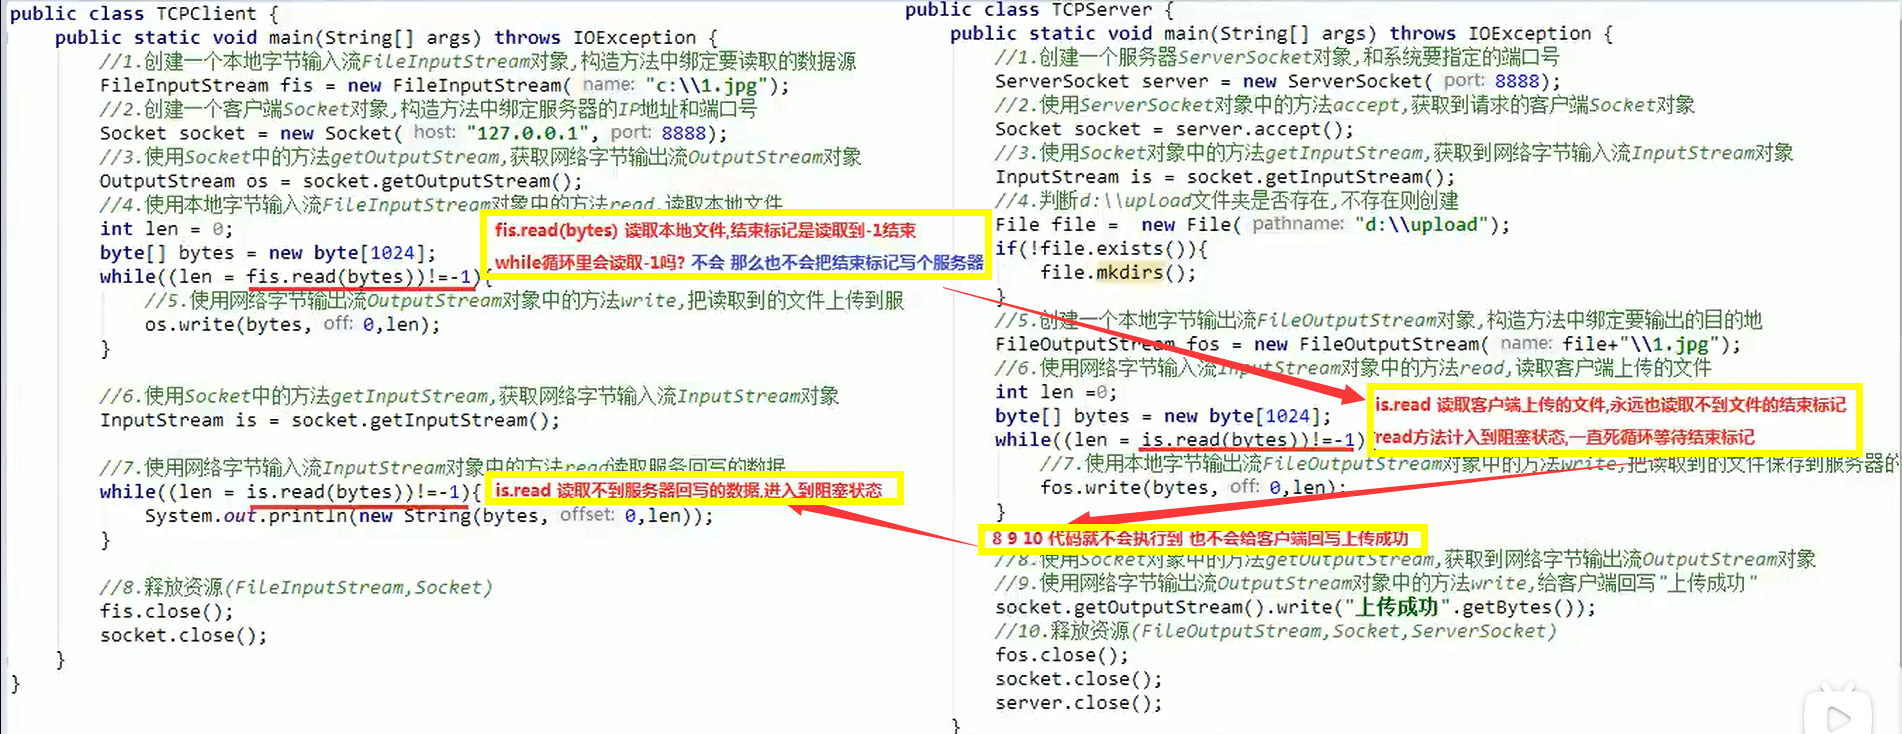 public class TCPClient {
public static void main(String[] args) throws IOException {
//1.创建一个本地字节输入流FileInputStream对象,构造方法中绑定要读取的数据源
FileInputStream fis = new FileInputStream( name: "c:\\1.jpg");
//2.创建一个客户端Socket对象,构造方法中绑定服务器的IP地址和端口号
Socket socket = new Socket( host: "127.0.0.1", port: 8888);
//3.使用Socket中的方法getOutputStream,获取网络字节输出流OutputStream对象
OutputStream os = socket.getOutputStream();
//4.使用本地字节输入流FileInputStream对象中的方法read,读取本地文件
int len = 0;
byte[] bytes = new byte[1024];
while((len = fis.read(bytes))!=-1){
fis.read(bytes) 读取本地文件,结束标记是读取到-1结束
while循环里会读取-1吗? 不会 那么也不会把结束标记写个服务器
//5.使用网络字节输出流OutputStream对象中的方法write,把读取到的文件上传到服
os.write(bytes, off: 0,len);
}
//6.使用Socket中的方法getInputStream,获取网络字节输入流InputStream对象
InputStream is = socket.getInputStream();
//7.使用网络字节输入流InputStream对象中的方法read读取服务回写的数据
while((len = is.read(bytes))!=-1){
is.read 读取不到服务器回写的数据,进入到阻塞状态
System.out.println(new String(bytes, offset: 0,len));
}
//8.释放资源(FileInputStream,Socket)
fis.close();
socket.close();
}
}
public class TCPServer {
public static void main(String[] args) throws IOException {
//1.创建一个服务器ServerSocket对象,和系统要指定的端口号
ServerSocket server = new ServerSocket( port: 8888);
//2.使用ServerSocket对象中的方法accept,获取到请求的客户端Socket对象
Socket socket = server.accept();
//3.使用Socket对象中的方法getInputStream,获取到网络字节输入流InputStream对象
InputStream is = socket.getInputStream();
//4.判断d:\\upload文件夹是否存在,不存在则创建
File file =  new File( pathname: "d:\\upload");
if(!file.exists()){
file.mkdirs();
}
//5.创建一个本地字节输出流FileOutputStream对象,构造方法中绑定要输出的目的地
FileOutputStream fos = new FileOutputStream( name: file+"\\1.jpg");
//6.使用网络字节输入流InputStream对象中的方法read,读取客户端上传的文件
int len =0;
byte[] bytes = new byte[1024];
while((len = is.read(bytes))!=-1)
is.read 读取客户端上传的文件,永远也读取不到文件的结束标记
read方法计入到阻塞状态,一直死循环等待结束标记
//7.使用本地字节输出流FileOutputStream对象中的方法write,把读取到的文件保存到服务器的
fos.write(bytes, off: 0,len);
}
8 9 10 代码就不会执行到 也不会给客户端回写上传成功
//8.使用Socket对象中的方法getOutputStream,获取到网络字节输出流OutputStream对象
//9.使用网络字节输出流OutputStream对象中的方法write,给客户端回写"上传成功"
socket.getOutputStream().write("上传成功".getBytes());
//10.释放资源(FileOutputStream,Socket,ServerSocket)
fos.close();
socket.close();
server.close();
}